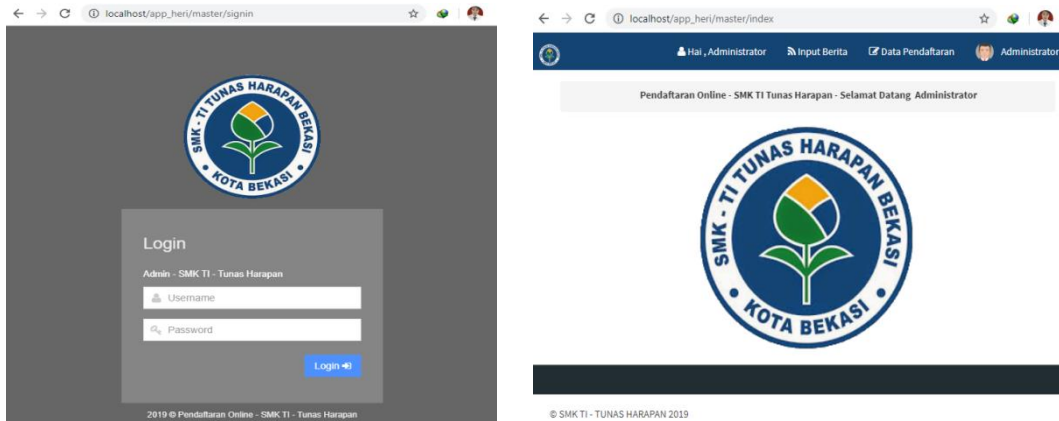 localhost/app_heri/master/signin
SMK - TI TUNAS HARAPAN BEKASI
KOTA BEKASI
Login
Admin - SMK TI - Tunas Harapan
Username
Password
Login
2019 © Pendaftaran Online - SMK TI - Tunas Harapan
localhost/app_heri/master/index
Hai , Administrator Input Berita Data Pendaftaran Administrator
Pendaftaran Online - SMK TI Tunas Harapan - Selamat Datang Administrator
SMK - TI TUNAS HARAPAN BEKASI
KOTA BEKASI
© SMK TI - TUNAS HARAPAN 2019